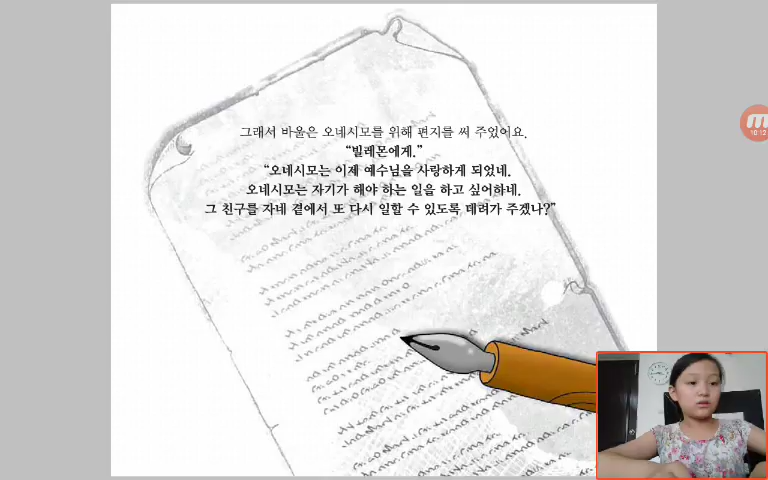 그래서 바울은 오네시모를 위해 편지를 써 주었어요.
“빌레몬에게.”
“오네시모는 이제 예수님을 사랑하게 되었네.
오네시모는 자기가 해야 하는 일을 하고 싶어하네.
그 친구를 자네 곁에서 또 다시 일할 수 있도록 데려가 주겠나?”
10:12